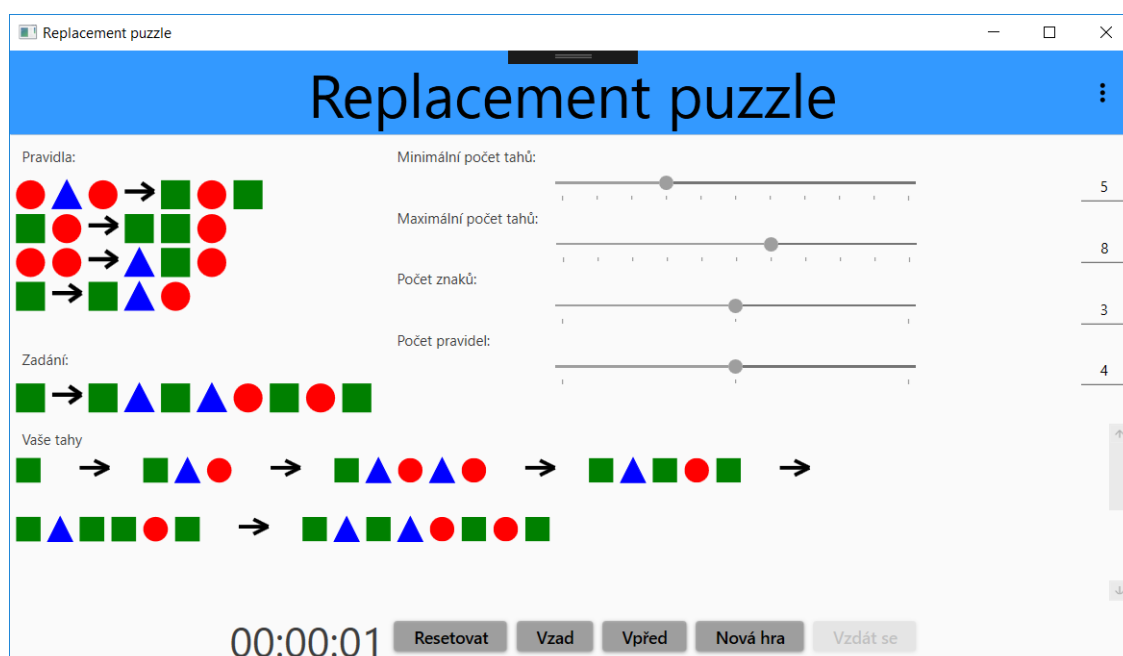 Replacement puzzle
Replacement puzzle
Pravidla:
Minimální počet tahů:
5
Maximální počet tahů:
8
Počet znaků:
3
Počet pravidel:
4
Zadání:
Vaše tahy
00:00:01
Resetovat
Vzad
Vpřed
Nová hra
Vzdát se